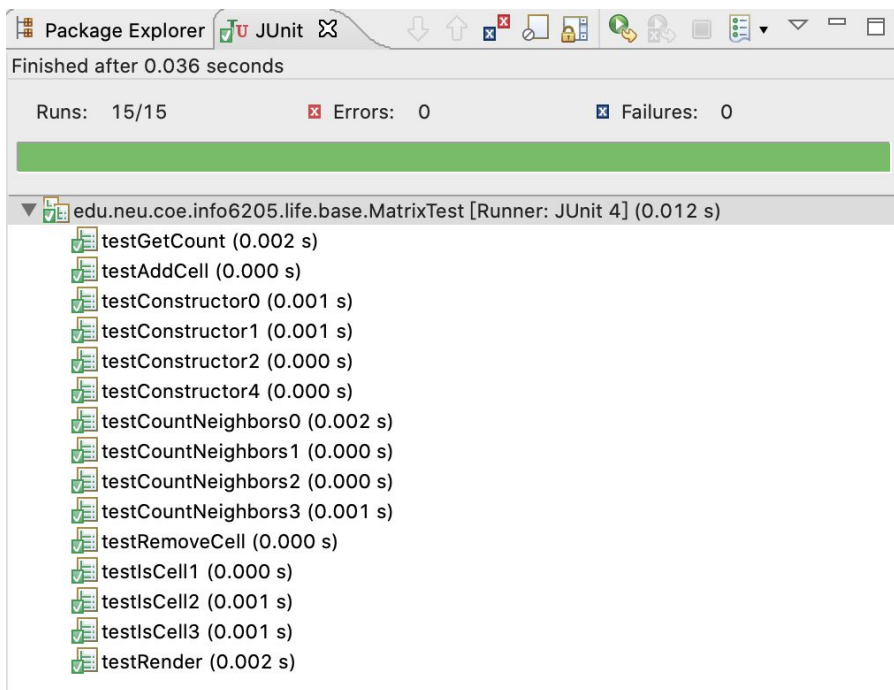 Package Explorer JUnit
Finished after 0.036 seconds
Runs: 15/15 Errors: 0 Failures: 0
edu.neu.coe.info6205.life.base.MatrixTest [Runner: JUnit 4] (0.012 s)
testGetCount (0.002 s)
testAddCell (0.000 s)
testConstructor0 (0.001 s)
testConstructor1 (0.001 s)
testConstructor2 (0.000 s)
testConstructor4 (0.000 s)
testCountNeighbors0 (0.002 s)
testCountNeighbors1 (0.000 s)
testCountNeighbors2 (0.000 s)
testCountNeighbors3 (0.001 s)
testRemoveCell (0.000 s)
testIsCell1 (0.000 s)
testIsCell2 (0.001 s)
testIsCell3 (0.001 s)
testRender (0.002 s)